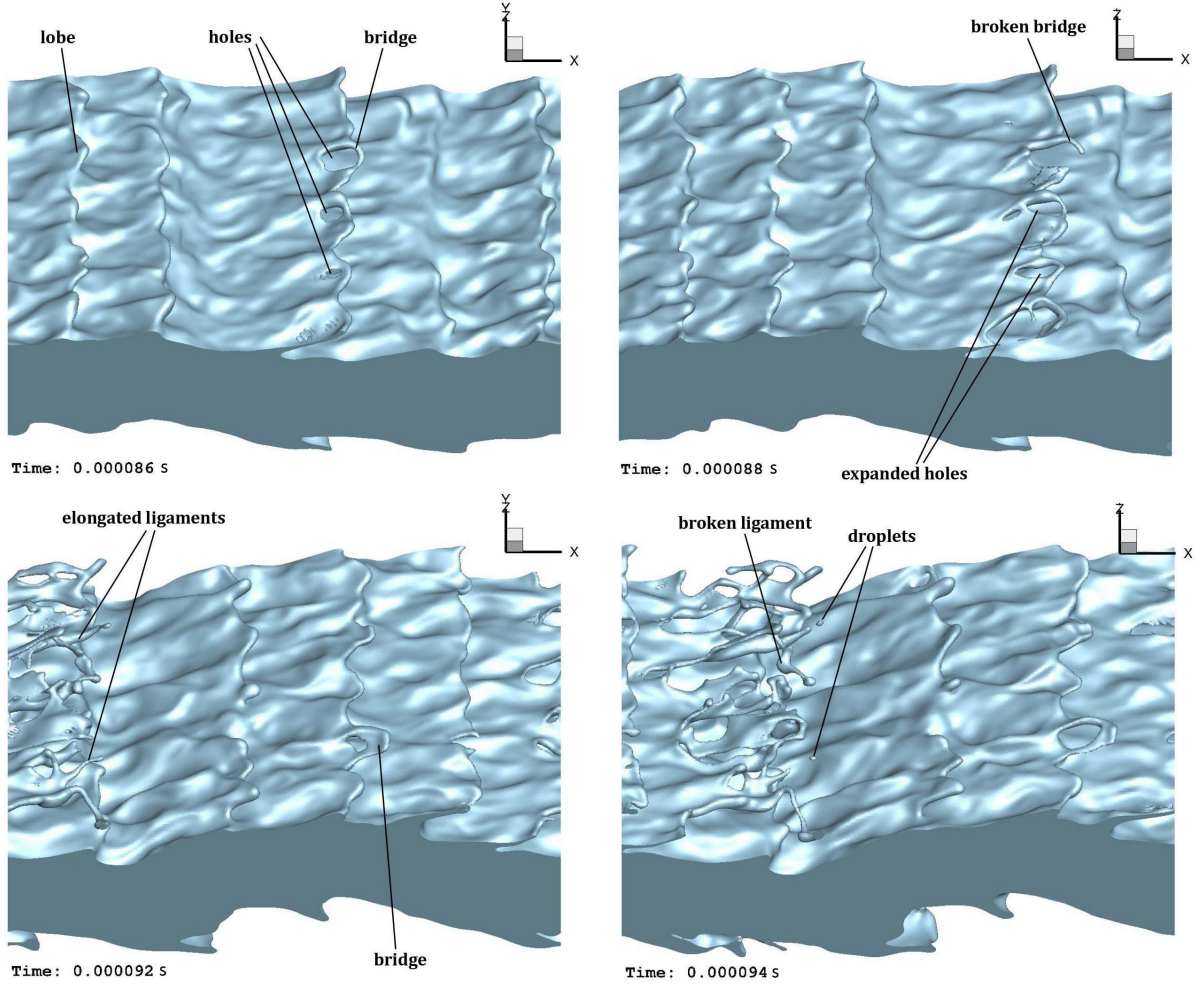 lobe
holes
bridge
Y
Z
X
Time: 0.000086 S
broken bridge
Z
X
expanded holes
Time: 0.000088 S
elongated ligaments
Y
Z
X
bridge
Time: 0.000092 S
broken ligament
droplets
Z
X
Time: 0.000094 S